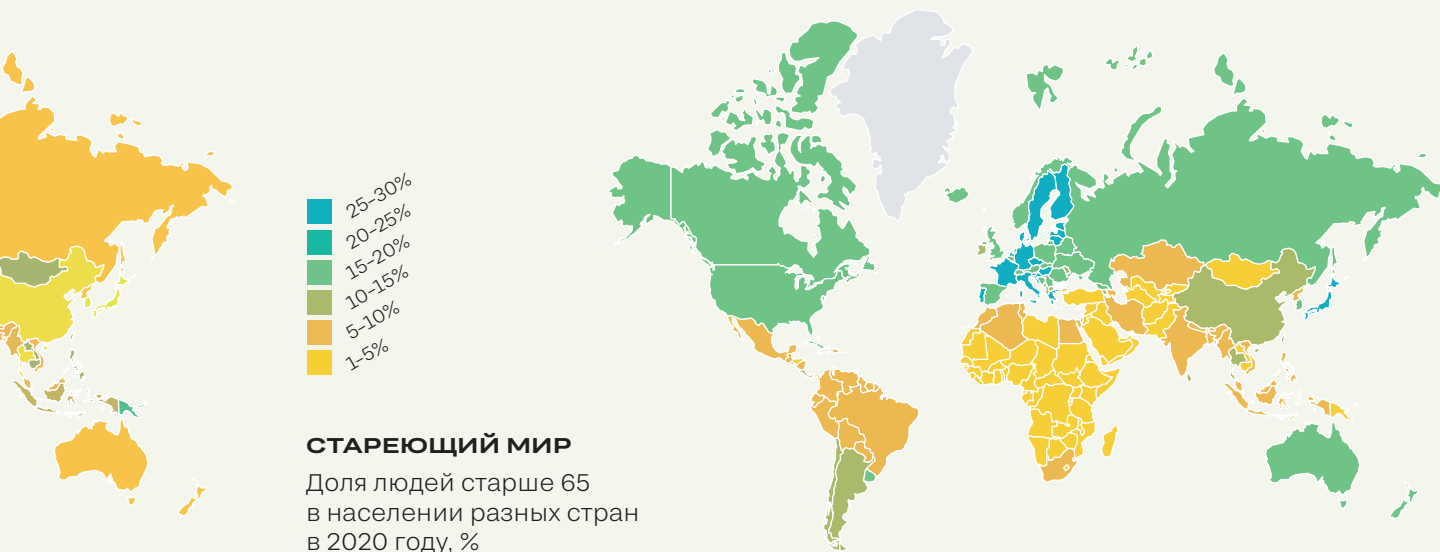 25–30%
20–25%
15–20%
10–15%
5–10%
1–5%
СТАРЕЮЩИЙ МИР
Доля людей старше 65
в населении разных стран
в 2020 году, %